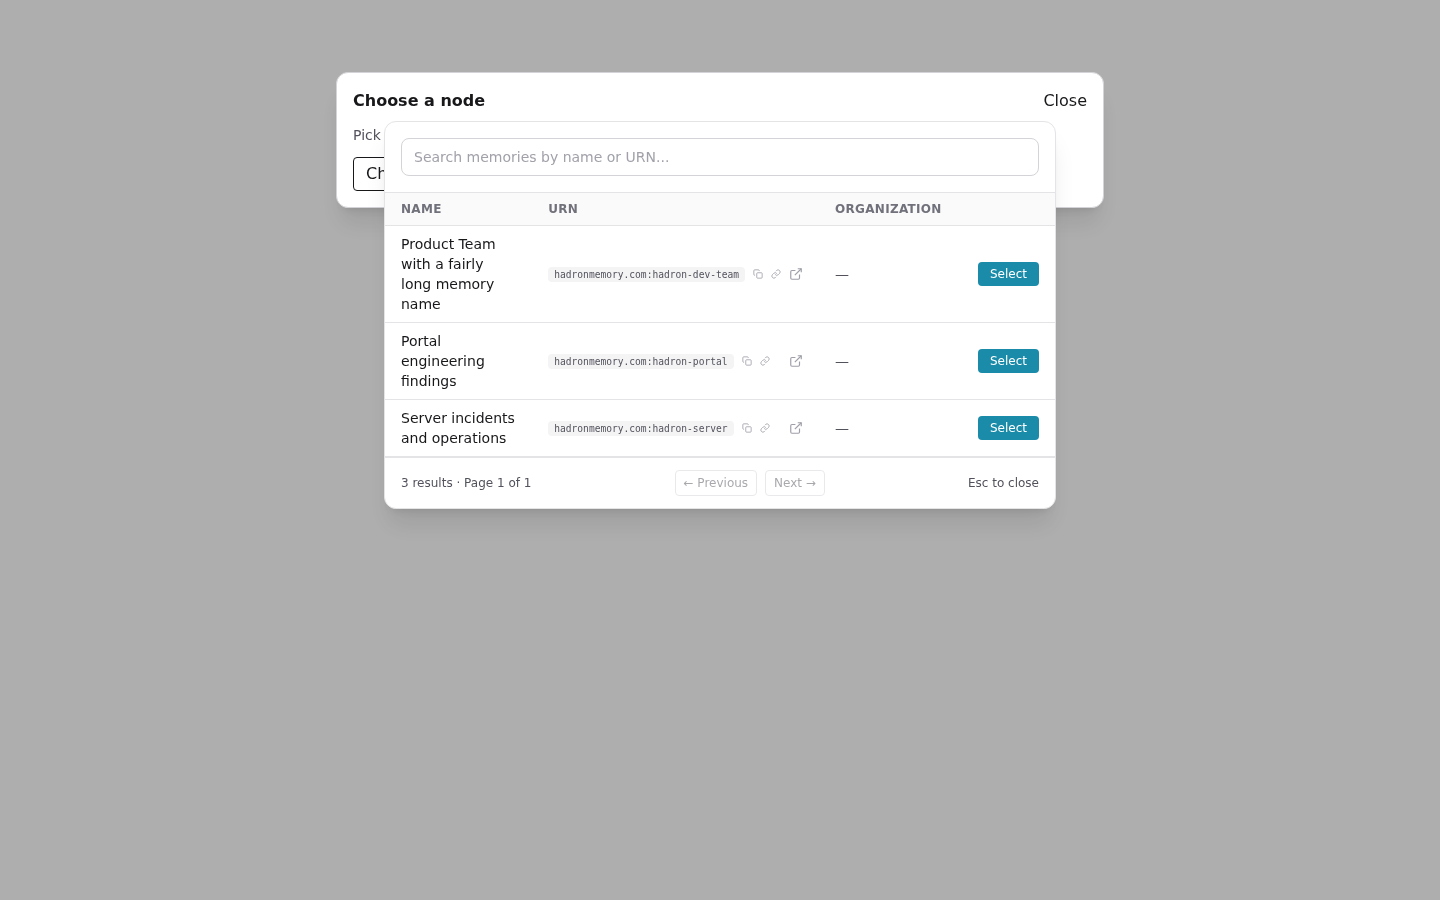 Choose a node
Close
Pick
Ch
Search memories by name or URN...
NAME URN ORGANIZATION
Product Team
with a fairly
long memory
name
hadronmemory.com:hadron-dev-team
—
Select
Portal
engineering
findings
hadronmemory.com:hadron-portal
—
Select
Server incidents
and operations
hadronmemory.com:hadron-server
—
Select
3 results · Page 1 of 1
← Previous
Next →
Esc to close